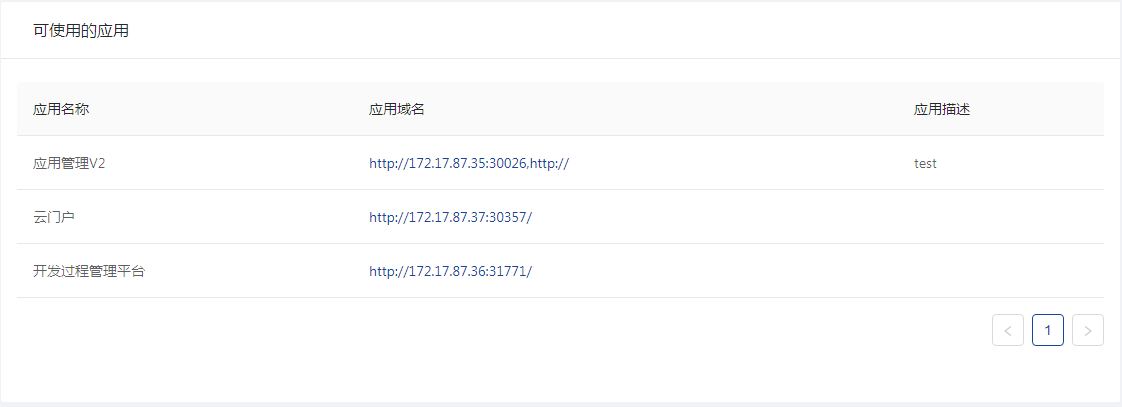 可使用的应用
应用名称 应用域名 应用描述
应用管理V2 http://172.17.87.35:30026,http:// test
云门户 http://172.17.87.37:30357/
开发过程管理平台 http://172.17.87.36:31771/
< 1 >